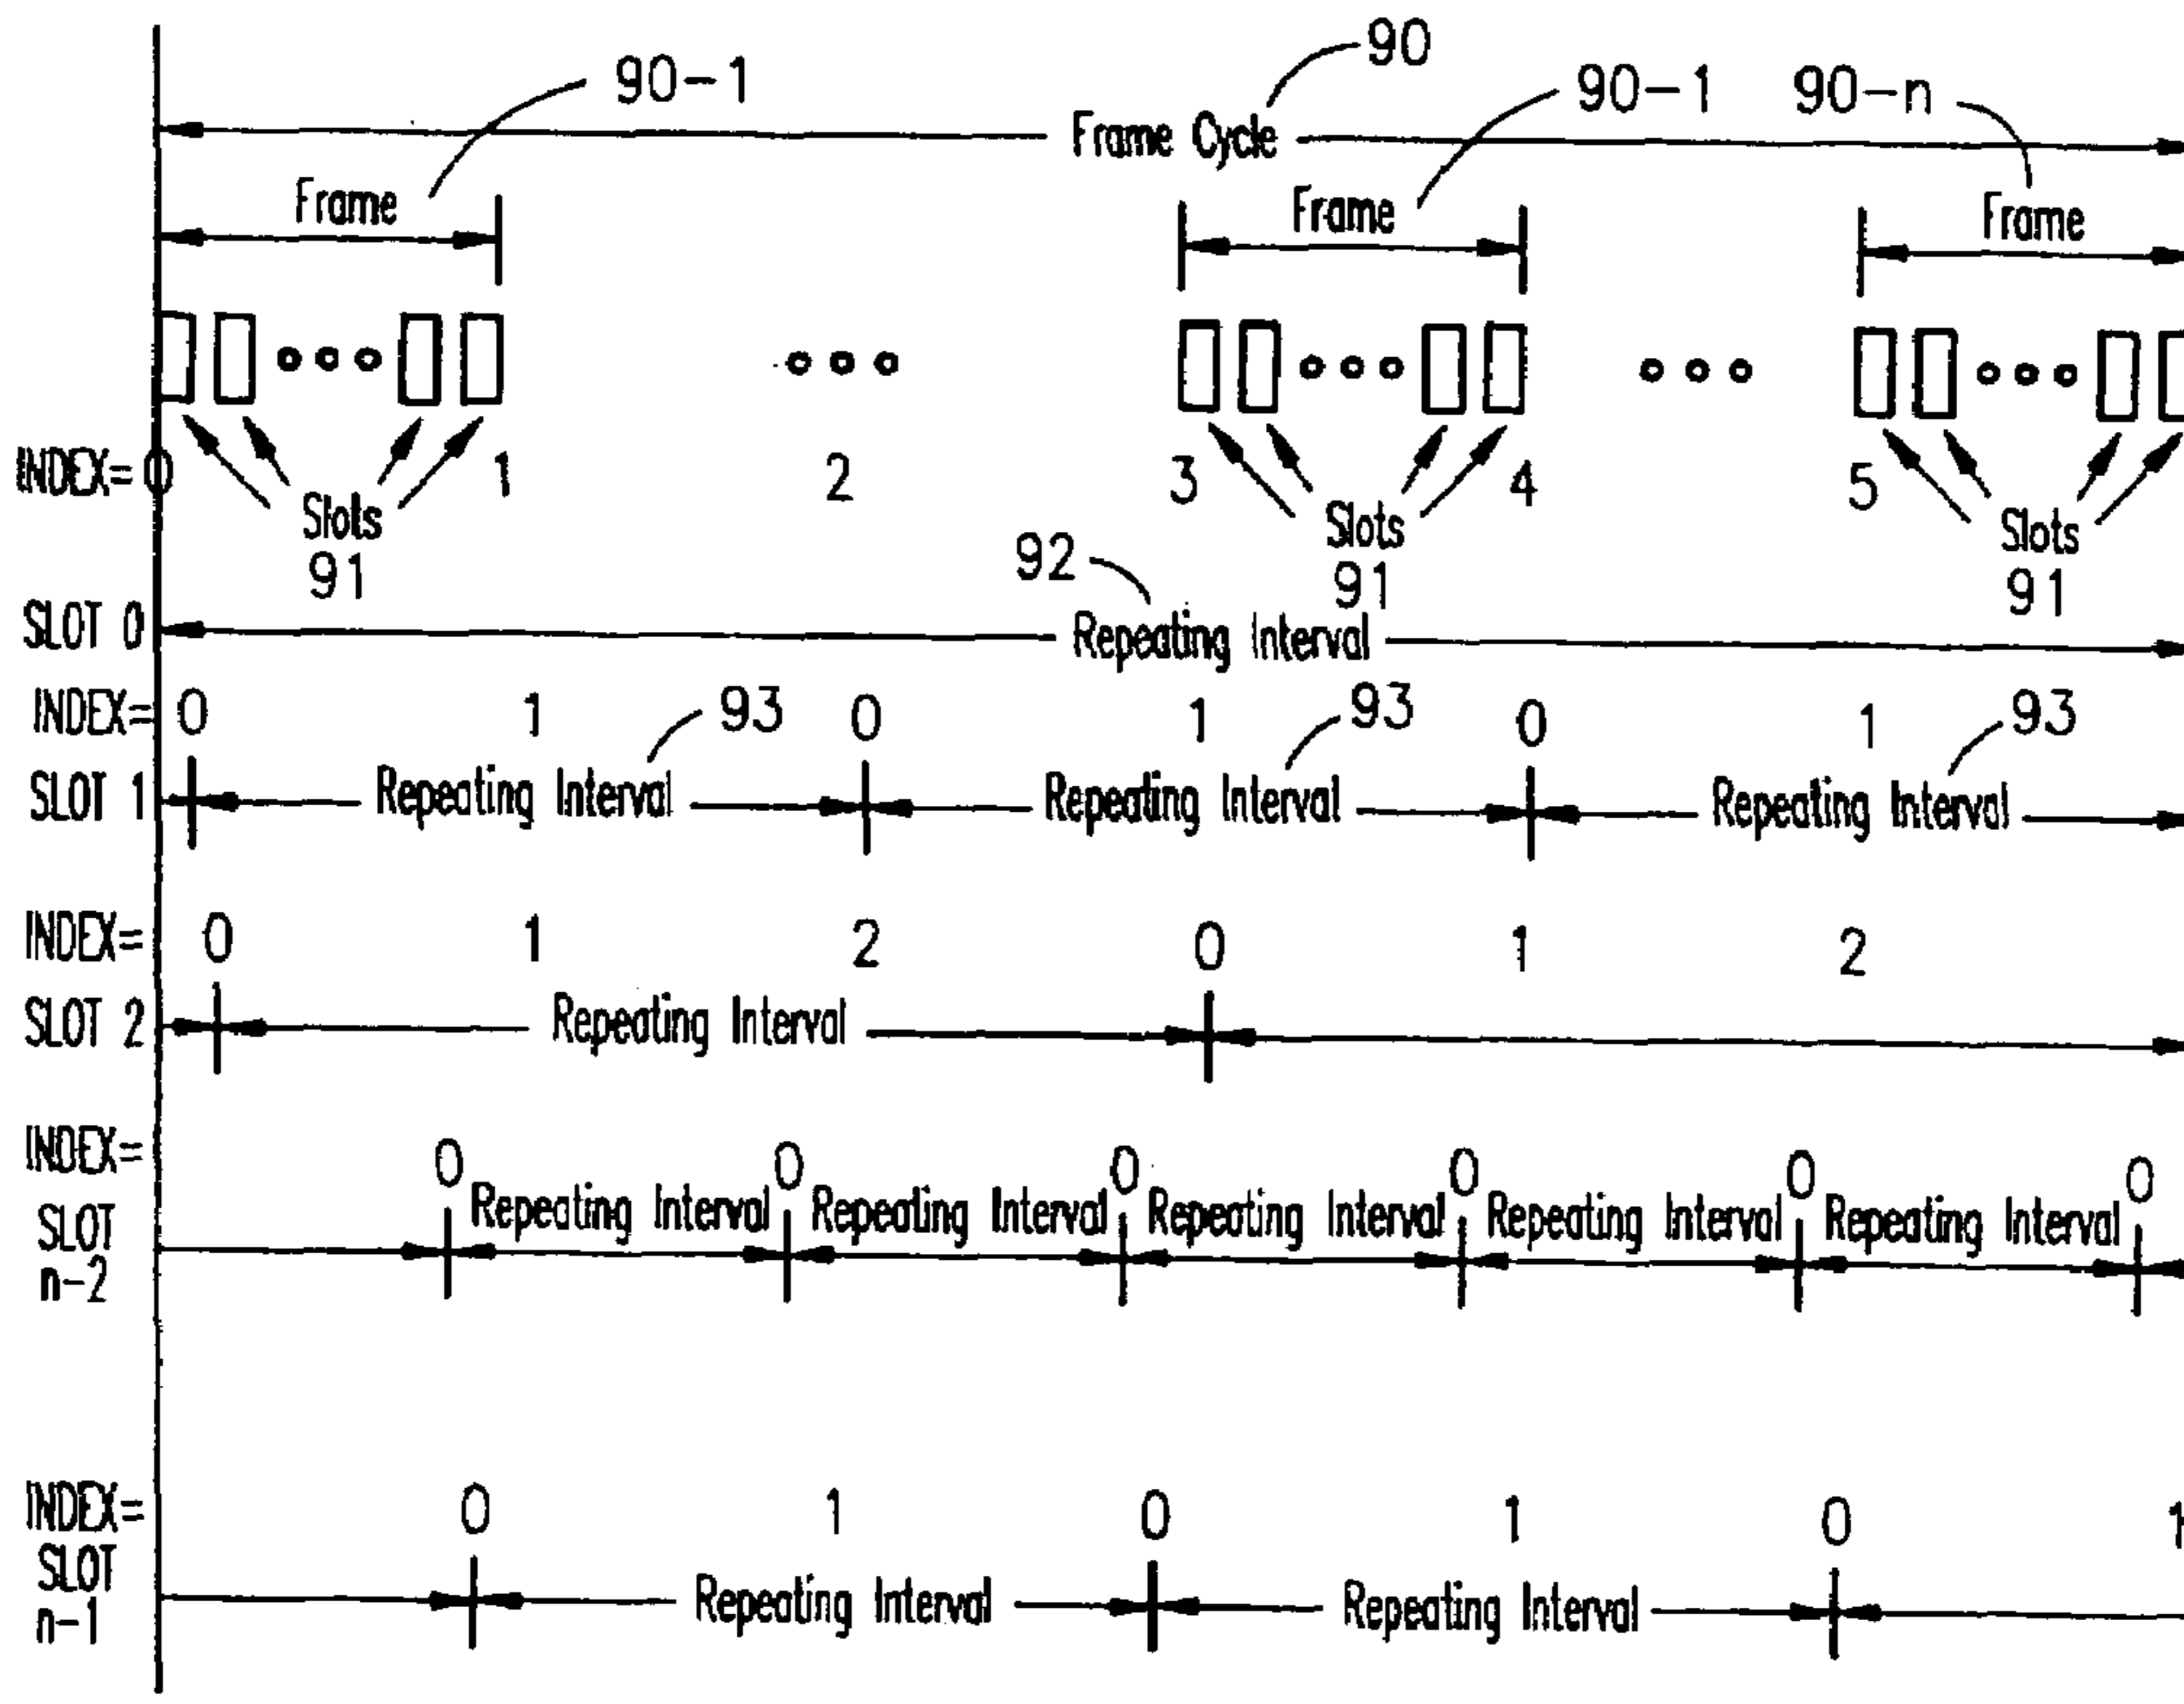 90
90-1
90-1 90-n
Frame Cycle
Frame Frame Frame
INDEX= 0 1 2 3 4 5
Slots Slots Slots
91 91 91
92
SLOT 0 Repeating Interval
INDEX= 0 1 93 0 1 93 0 1 93
SLOT 1 Repeating Interval Repeating Interval Repeating Interval
INDEX= 0 1 2 0 1 2
SLOT 2 Repeating Interval
INDEX= 0 0 0 0 0 0
Repeating Interval Repeating Interval Repeating Interval Repeating Interval Repeating Interval
SLOT
n-2
INDEX= 0 1 0 1 0 1
SLOT
n-1 Repeating Interval Repeating Interval